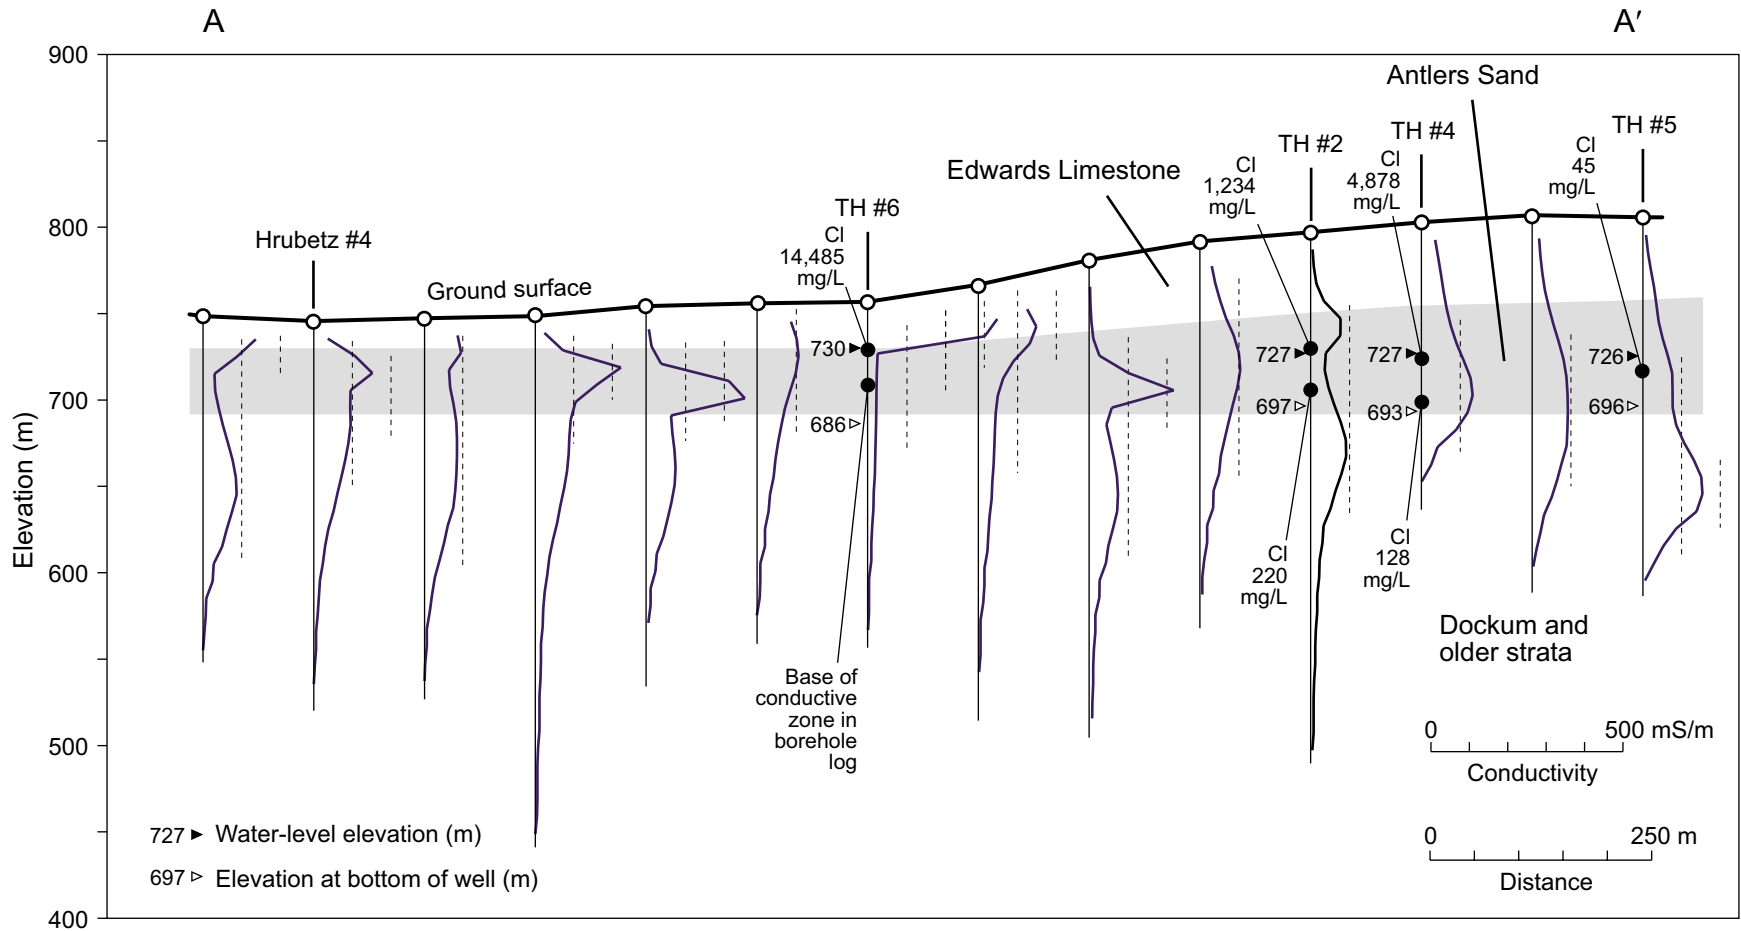 A
A′
900
800
700
600
500
400
Elevation (m)
Antlers Sand
TH #5
TH #4
TH #2
Cl
45
mg/L
Cl
4,878
mg/L
Cl
1,234
mg/L
Edwards Limestone
TH #6
Cl
14,485
mg/L
Hrubetz #4
Ground surface
730
686
727
697
727
693
726
696
Cl
220
mg/L
Cl
128
mg/L
Dockum and
older strata
Base of
conductive
zone in
borehole
log
0 500 mS/m
Conductivity
0 250 m
Distance
727 Water-level elevation (m)
697 Elevation at bottom of well (m)